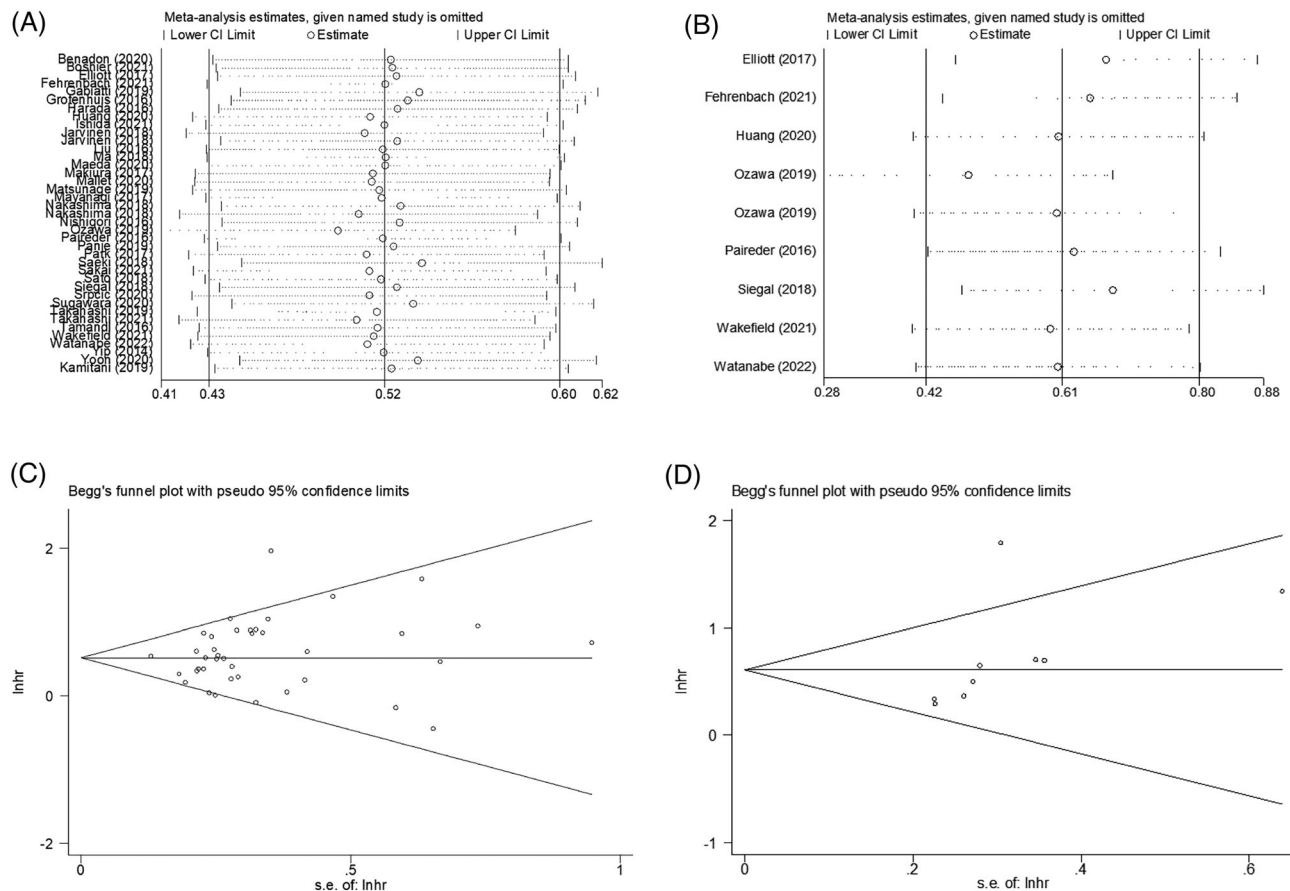 (A)
Meta-analysis estimates, given named study is omitted
Lower CI Limit Estimate Upper CI Limit
Benadon (2020)
Boshier (2021)
Elliott (2017)
Fehrenbach (2021)
Gabiatti (2019)
Grotenhuis (2016)
Harada (2016)
Huang (2020)
Ishida (2021)
Jarvinen (2018)
Jarvinen (2018)
Liu (2016)
Ma (2018)
Maeda (2020)
Makiura (2017)
Mallet (2020)
Matsunage (2019)
Mayanagi (2017)
Nakashima (2018)
Nakashima (2018)
Nishigori (2016)
Ozawa (2019)
Paireder (2016)
Panje (2019)
Park (2017)
Saeki (2018)
Sakai (2021)
Sato (2018)
Siegal (2018)
Srpcic (2020)
Sugawara (2020)
Takahashi (2019)
Takahashi (2021)
Tamandl (2016)
Wakefield (2021)
Watanabe (2022)
Yip (2014)
Yoon (2020)
Kamitani (2019)
0.41 0.43 0.52 0.60 0.62
(B)
Meta-analysis estimates, given named study is omitted
Lower CI Limit Estimate Upper CI Limit
Elliott (2017)
Fehrenbach (2021)
Huang (2020)
Ozawa (2019)
Ozawa (2019)
Paireder (2016)
Siegal (2018)
Wakefield (2021)
Watanabe (2022)
0.28 0.42 0.61 0.80 0.88
(C)
Begg's funnel plot with pseudo 95% confidence limits
lnhr
2
0
-2
0 .5 1
s.e. of: lnhr
(D)
Begg's funnel plot with pseudo 95% confidence limits
lnhr
2
1
0
-1
0 .2 .4 .6
s.e. of: lnhr